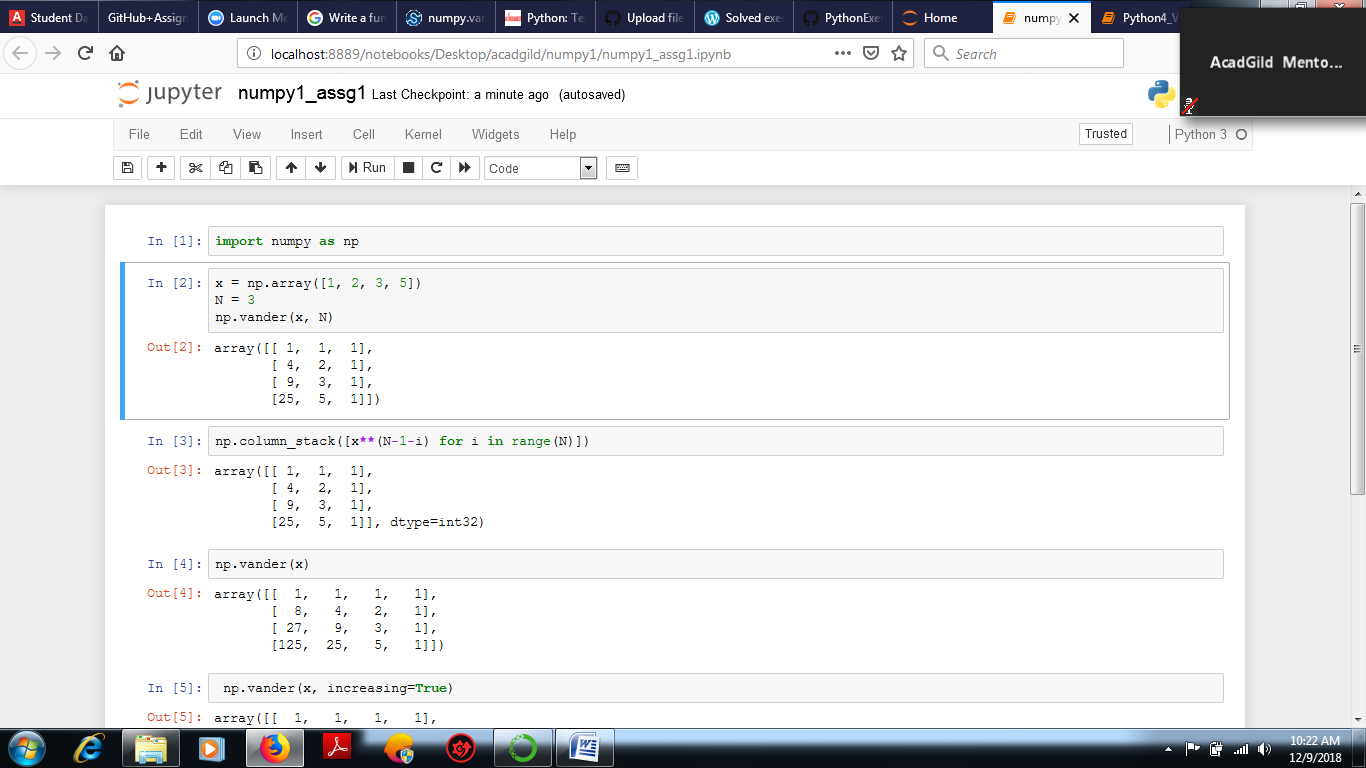 Student Da
GitHub+Assign
Launch Me
Write a fun
numpy.van
Python: Te
Upload file
Solved exe
PythonExer
Home
numpy
Python4_V
localhost:8889/notebooks/Desktop/acadgild/numpy1/numpy1_assg1.ipynb
Search
AcadGild Mento...
jupyter numpy1_assg1 Last Checkpoint: a minute ago (autosaved)
File Edit View Insert Cell Kernel Widgets Help
Trusted
Python 3
Run
Code
In [1]: import numpy as np
In [2]: x = np.array([1, 2, 3, 5])
N = 3
np.vander(x, N)
Out[2]: array([[ 1,  1,  1],
[ 4,  2,  1],
[ 9,  3,  1],
[25,  5,  1]])
In [3]: np.column_stack([x**(N-1-i) for i in range(N)])
Out[3]: array([[ 1,  1,  1],
[ 4,  2,  1],
[ 9,  3,  1],
[25,  5,  1]], dtype=int32)
In [4]: np.vander(x)
Out[4]: array([[  1,   1,   1,   1],
[  8,   4,   2,   1],
[ 27,   9,   3,   1],
[125,  25,   5,   1]])
In [5]: np.vander(x, increasing=True)
Out[5]: array([[  1,   1,   1,   1],
10:22 AM
12/9/2018